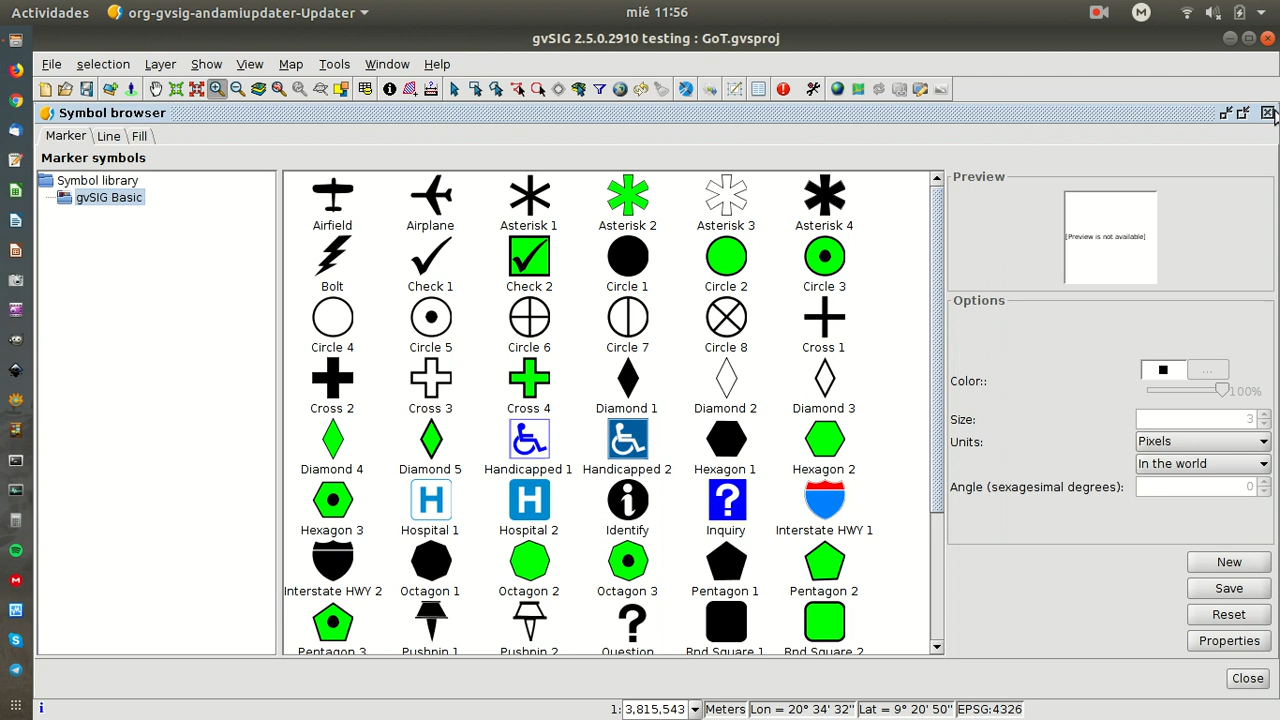 Actividades org-gvsig-andamiupdater-Updater mié 11:56 M
gvSIG 2.5.0.2910 testing : GoT.gvsproj
File selection Layer Show View Map Tools Window Help
Symbol browser
Marker Line Fill
Marker symbols
Symbol library
gvSIG Basic
Airfield Airplane Asterisk 1 Asterisk 2 Asterisk 3 Asterisk 4
Bolt Check 1 Check 2 Circle 1 Circle 2 Circle 3
Circle 4 Circle 5 Circle 6 Circle 7 Circle 8 Cross 1
Cross 2 Cross 3 Cross 4 Diamond 1 Diamond 2 Diamond 3
Diamond 4 Diamond 5 Handicapped 1 Handicapped 2 Hexagon 1 Hexagon 2
H H i ?
Hexagon 3 Hospital 1 Hospital 2 Identify Inquiry Interstate HWY 1
Interstate HWY 2 Octagon 1 Octagon 2 Octagon 3 Pentagon 1 Pentagon 2
?
Pentagon 3 Pushpin 1 Pushpin 2 Question Rnd Square 1 Rnd Square 2
Preview
[Preview is not available]
Options
Color:: ...
100%
Size: 3
Units: Pixels
In the world
Angle (sexagesimal degrees): 0
New
Save
Reset
Properties
Close
1: 3,815,543 Meters Lon = 20° 34' 32" Lat = 9° 20' 50" EPSG:4326